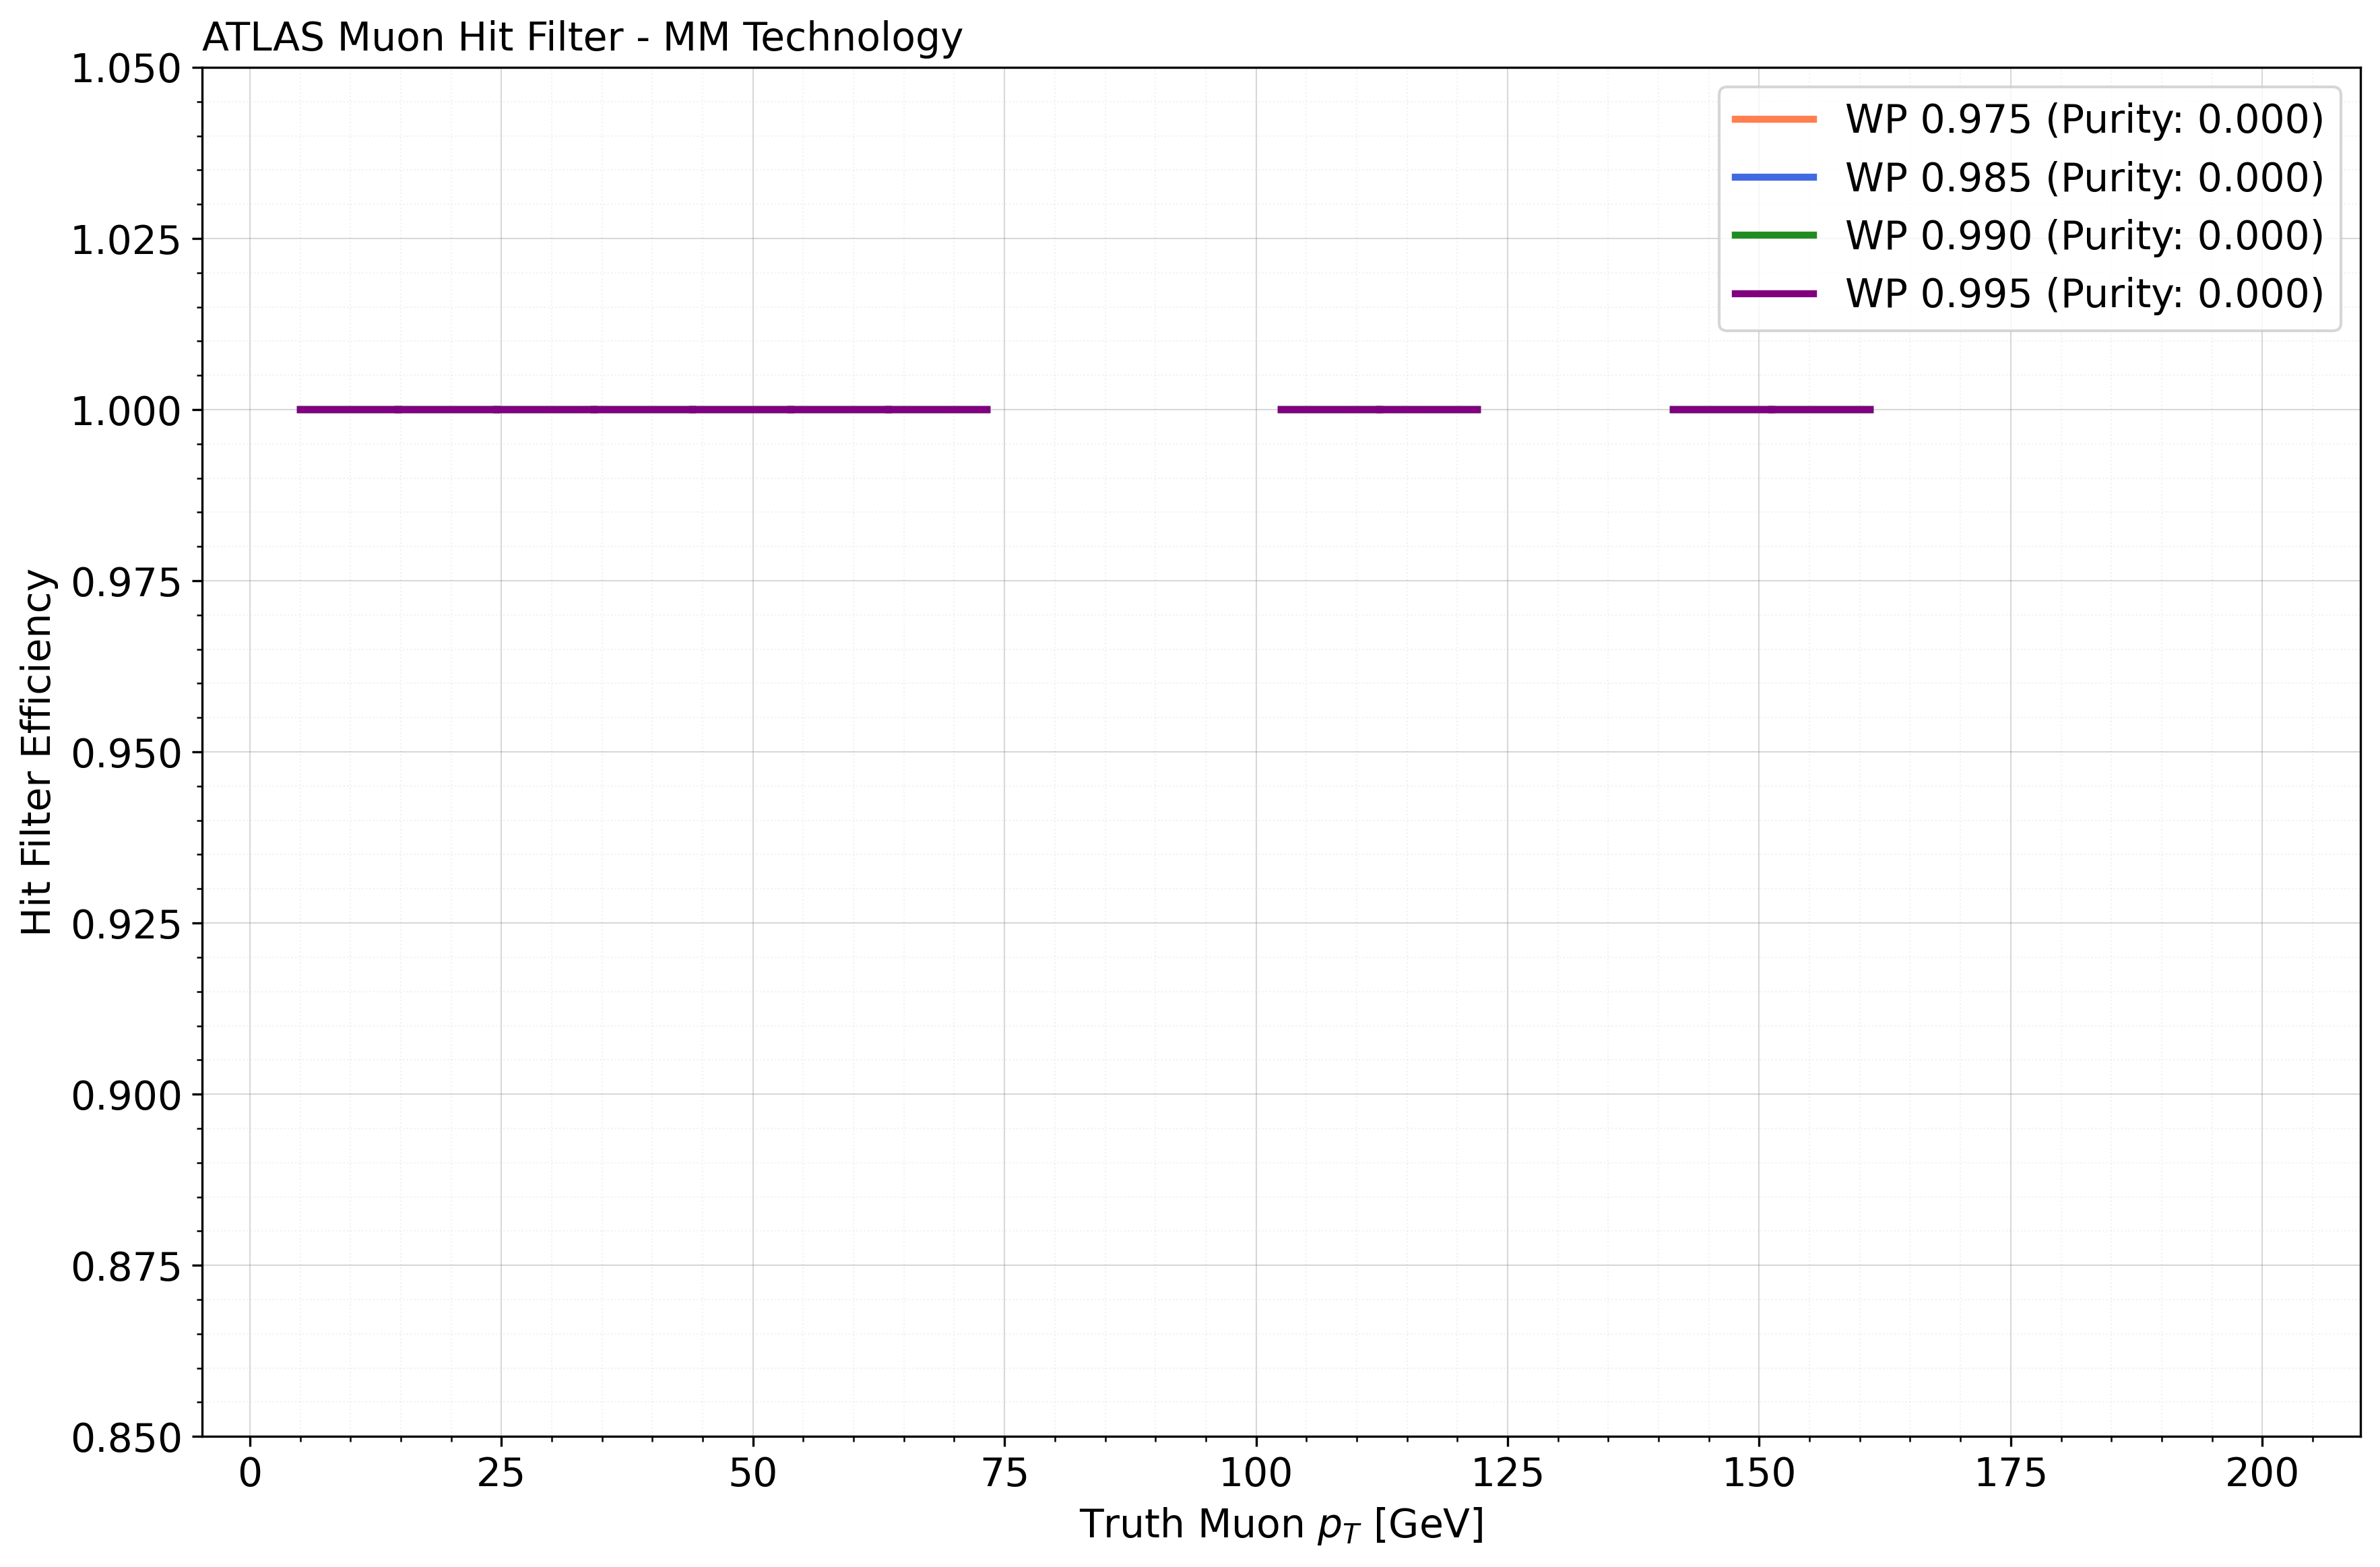 ATLAS Muon Hit Filter - MM Technology
1.050
1.025
1.000
0.975
0.950
0.925
0.900
0.875
0.850
Hit Filter Efficiency
WP 0.975 (Purity: 0.000)
WP 0.985 (Purity: 0.000)
WP 0.990 (Purity: 0.000)
WP 0.995 (Purity: 0.000)
0 25 50 75 100 125 150 175 200
Truth Muon p_T [GeV]